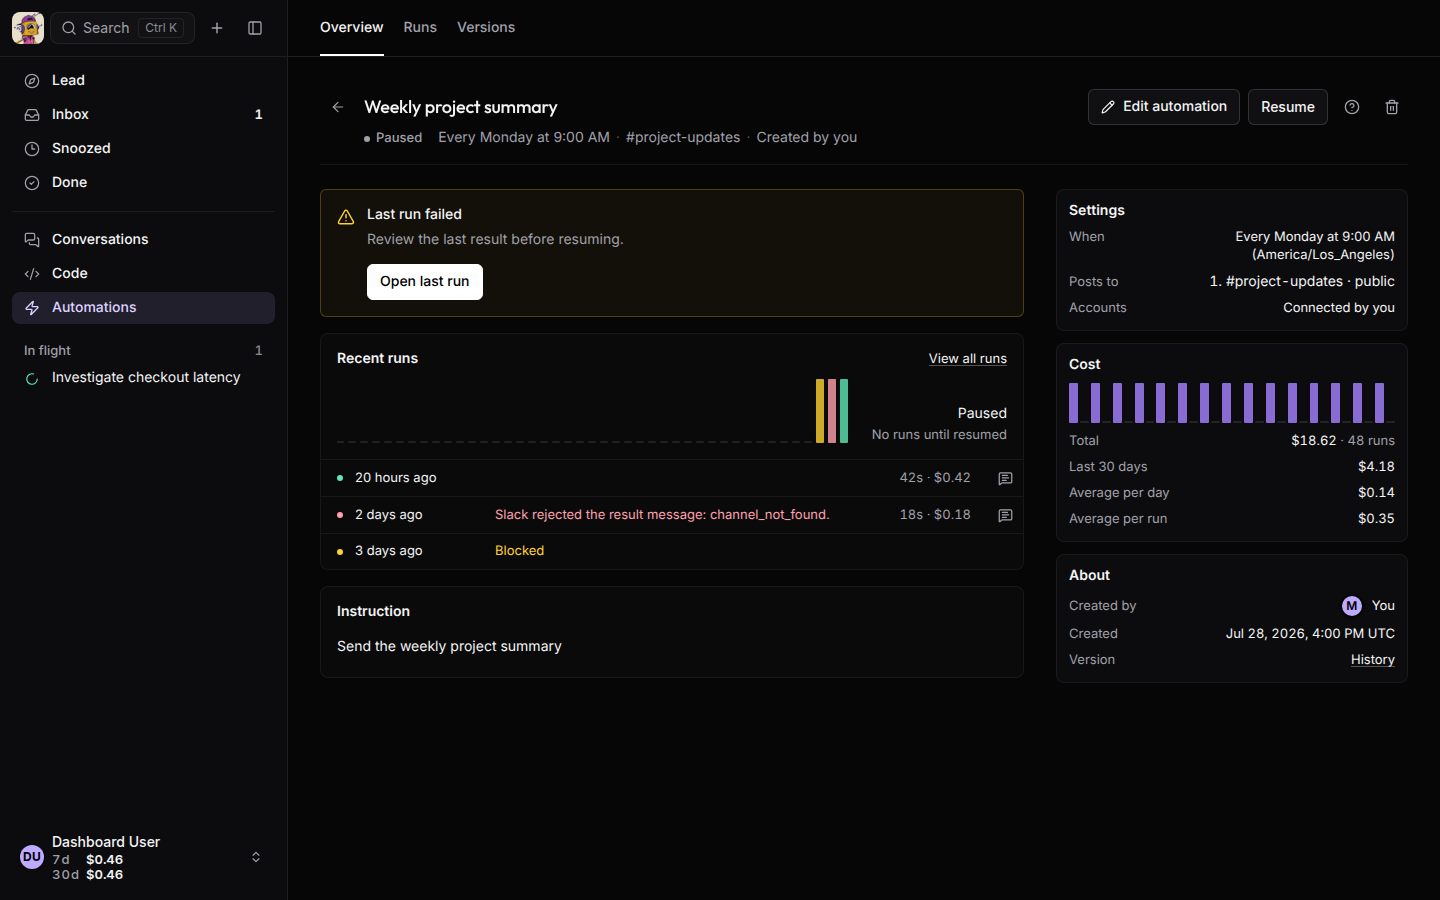 Search Ctrl K
Lead
Inbox 1
Snoozed
Done
Conversations
Code
Automations
In flight 1
Investigate checkout latency
DU
Dashboard User
7d $0.46
30d $0.46
Overview Runs Versions
Weekly project summary
Edit automation Resume
Paused Every Monday at 9:00 AM · #project-updates · Created by you
Last run failed
Review the last result before resuming.
Open last run
Recent runs View all runs
Paused
No runs until resumed
20 hours ago 42s · $0.42
2 days ago Slack rejected the result message: channel_not_found. 18s · $0.18
3 days ago Blocked
Instruction
Send the weekly project summary
Settings
When Every Monday at 9:00 AM
(America/Los_Angeles)
Posts to 1. #project-updates · public
Accounts Connected by you
Cost
Total $18.62 · 48 runs
Last 30 days $4.18
Average per day $0.14
Average per run $0.35
About
Created by M You
Created Jul 28, 2026, 4:00 PM UTC
Version History